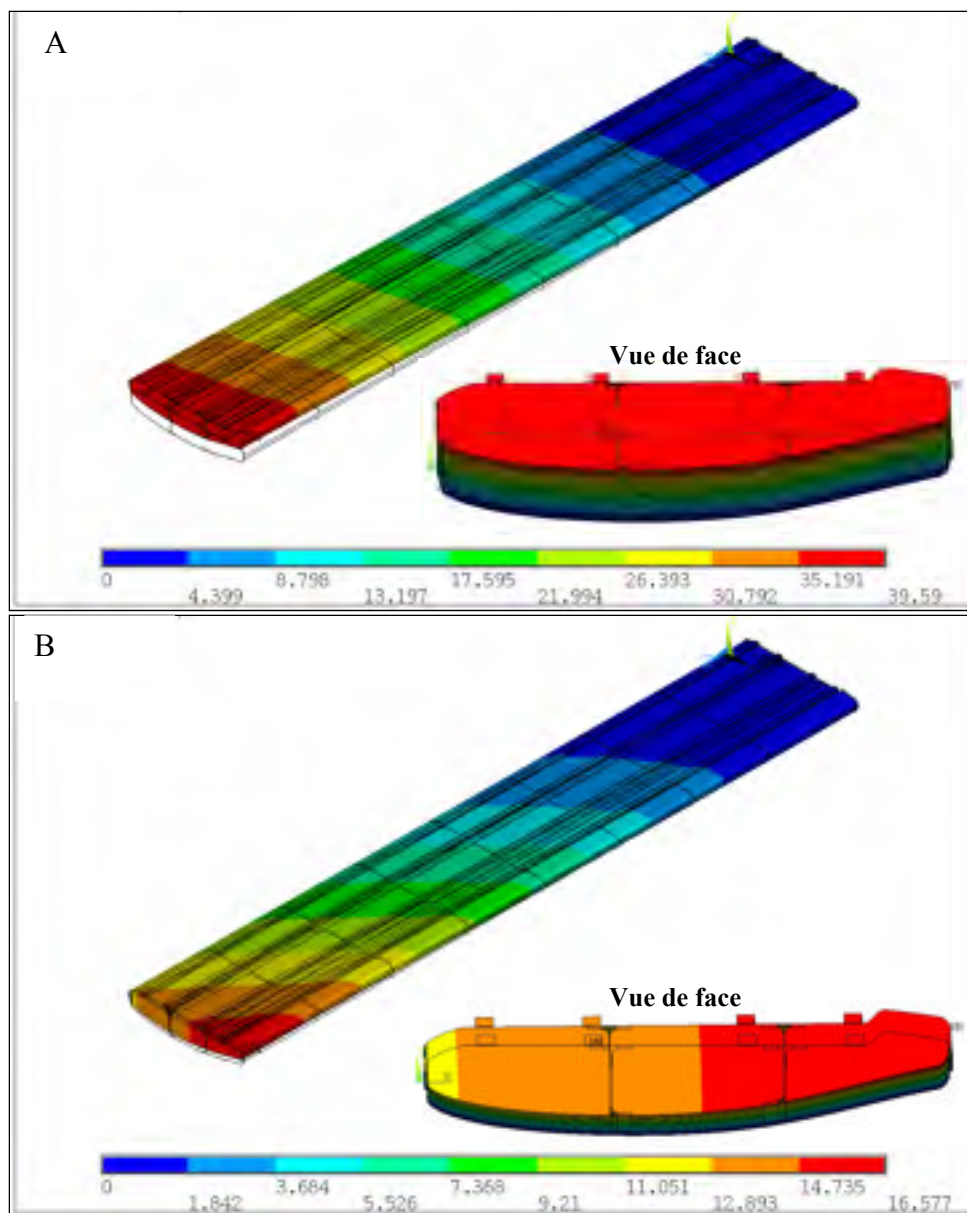 A
Vue de face
0 8.798 17.595 26.393 35.191
4.399 13.197 21.994 30.792 39.59
B
Vue de face
0 3.684 7.368 11.051 14.735
1.842 5.526 9.21 12.893 16.577